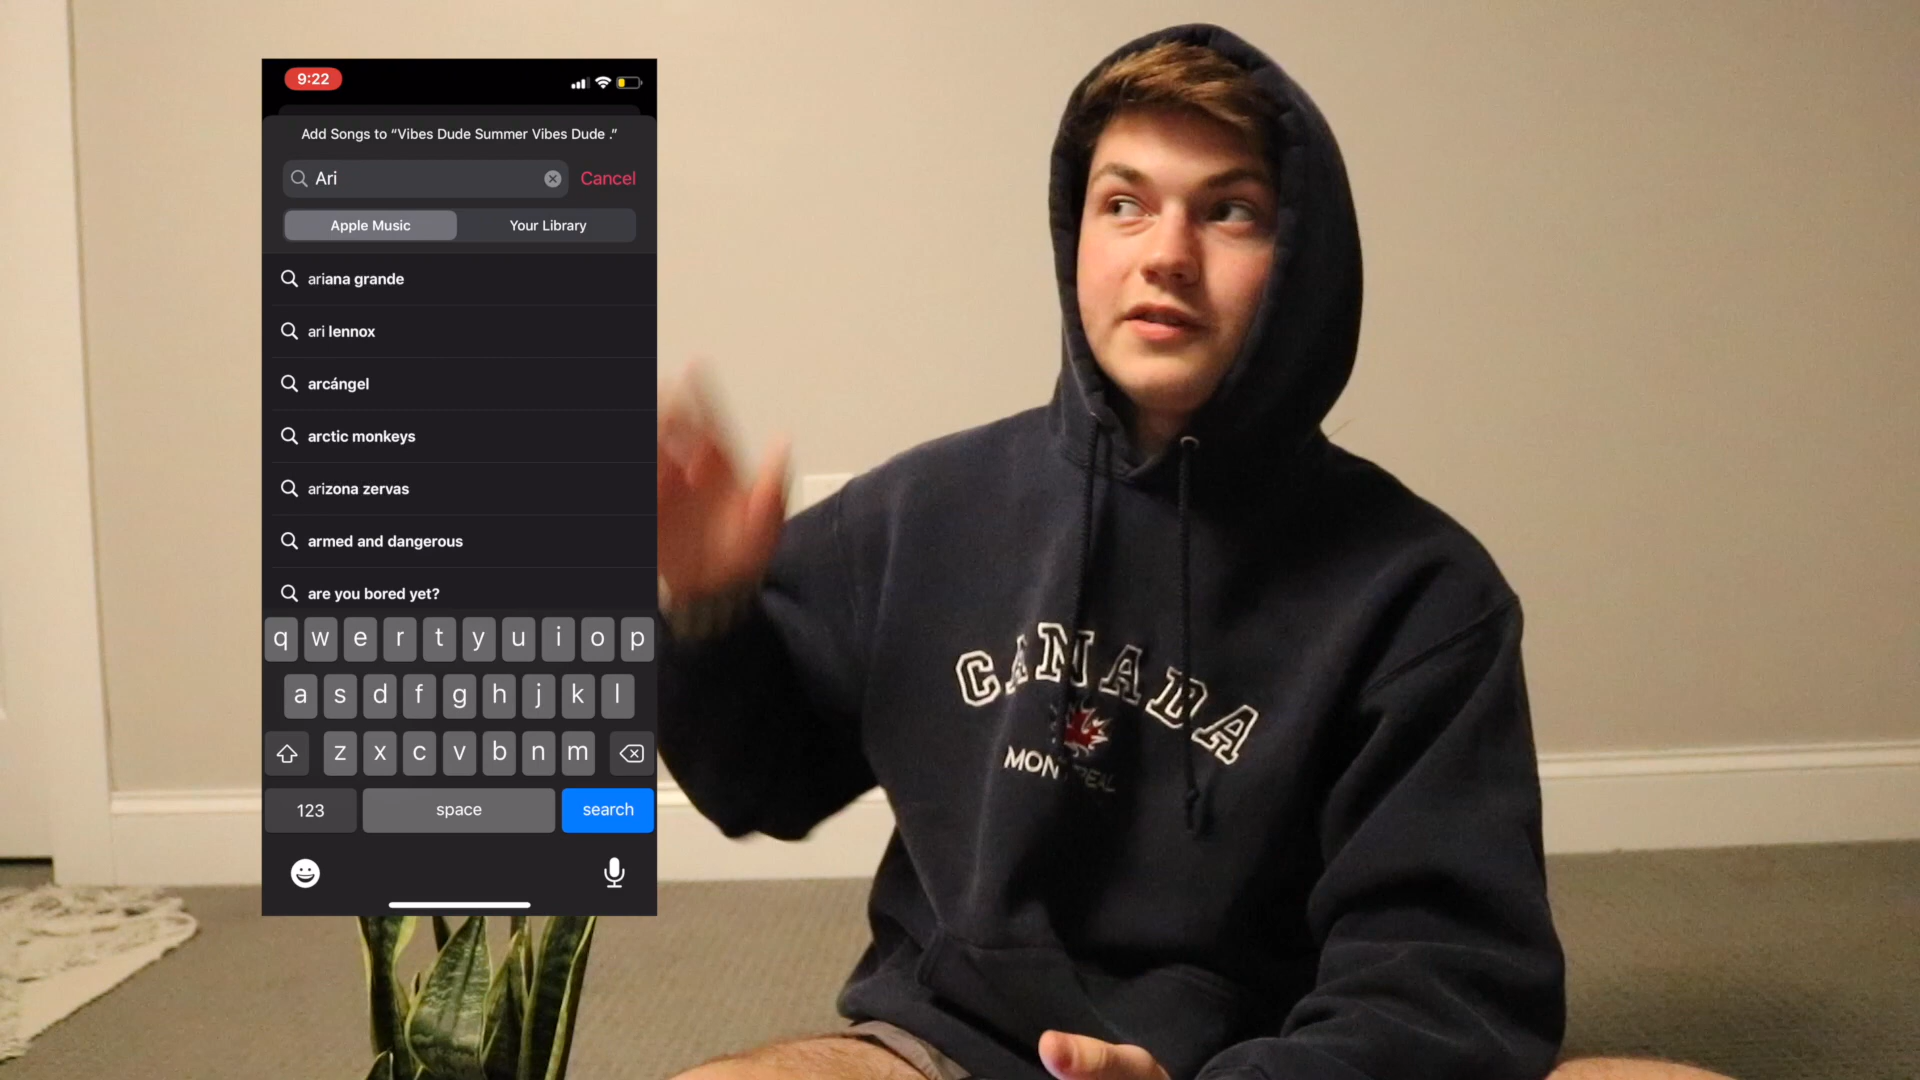 9:22
Add Songs to “Vibes Dude Summer Vibes Dude .”
Ari
Cancel
Apple Music
Your Library
ariana grande
ari lennox
arcángel
arctic monkeys
arizona zervas
armed and dangerous
are you bored yet?
q w e r t y u i o p
a s d f g h j k l
z x c v b n m
123
space
search
CANADA
MONTREAL